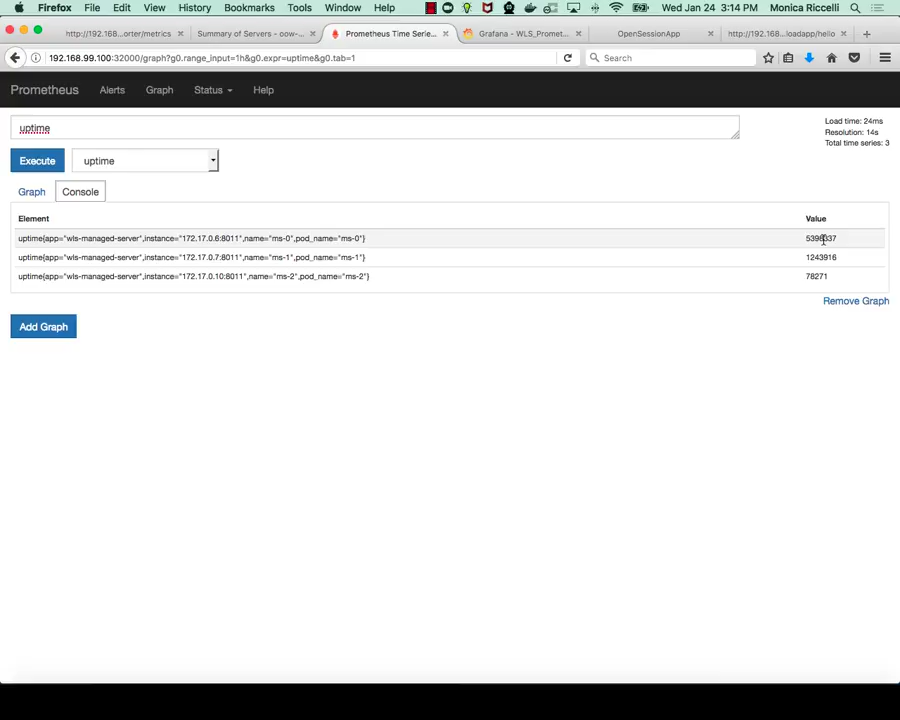 Firefox File Edit View History Bookmarks Tools Window Help Wed Jan 24 3:14 PM Monica Riccelli
http://192.168...orter/metrics Summary of Servers - oow-... Prometheus Time Serie... Grafana - WLS_Promet... OpenSessionApp http://192.168....loadapp/hello
192.168.99.100:32000/graph?g0.range_input=1h&g0.expr=uptime&g0.tab=1 Search
Prometheus Alerts Graph Status Help
uptime
Load time: 24ms
Resolution: 14s
Total time series: 3
Execute uptime
Graph Console
Element Value
uptime{app="wls-managed-server",instance="172.17.0.6:8011",name="ms-0",pod_name="ms-0"}
uptime{app="wls-managed-server",instance="172.17.0.7:8011",name="ms-1",pod_name="ms-1"} 1243916
uptime{app="wls-managed-server",instance="172.17.0.10:8011",name="ms-2",pod_name="ms-2"} 78271
Remove Graph
Add Graph